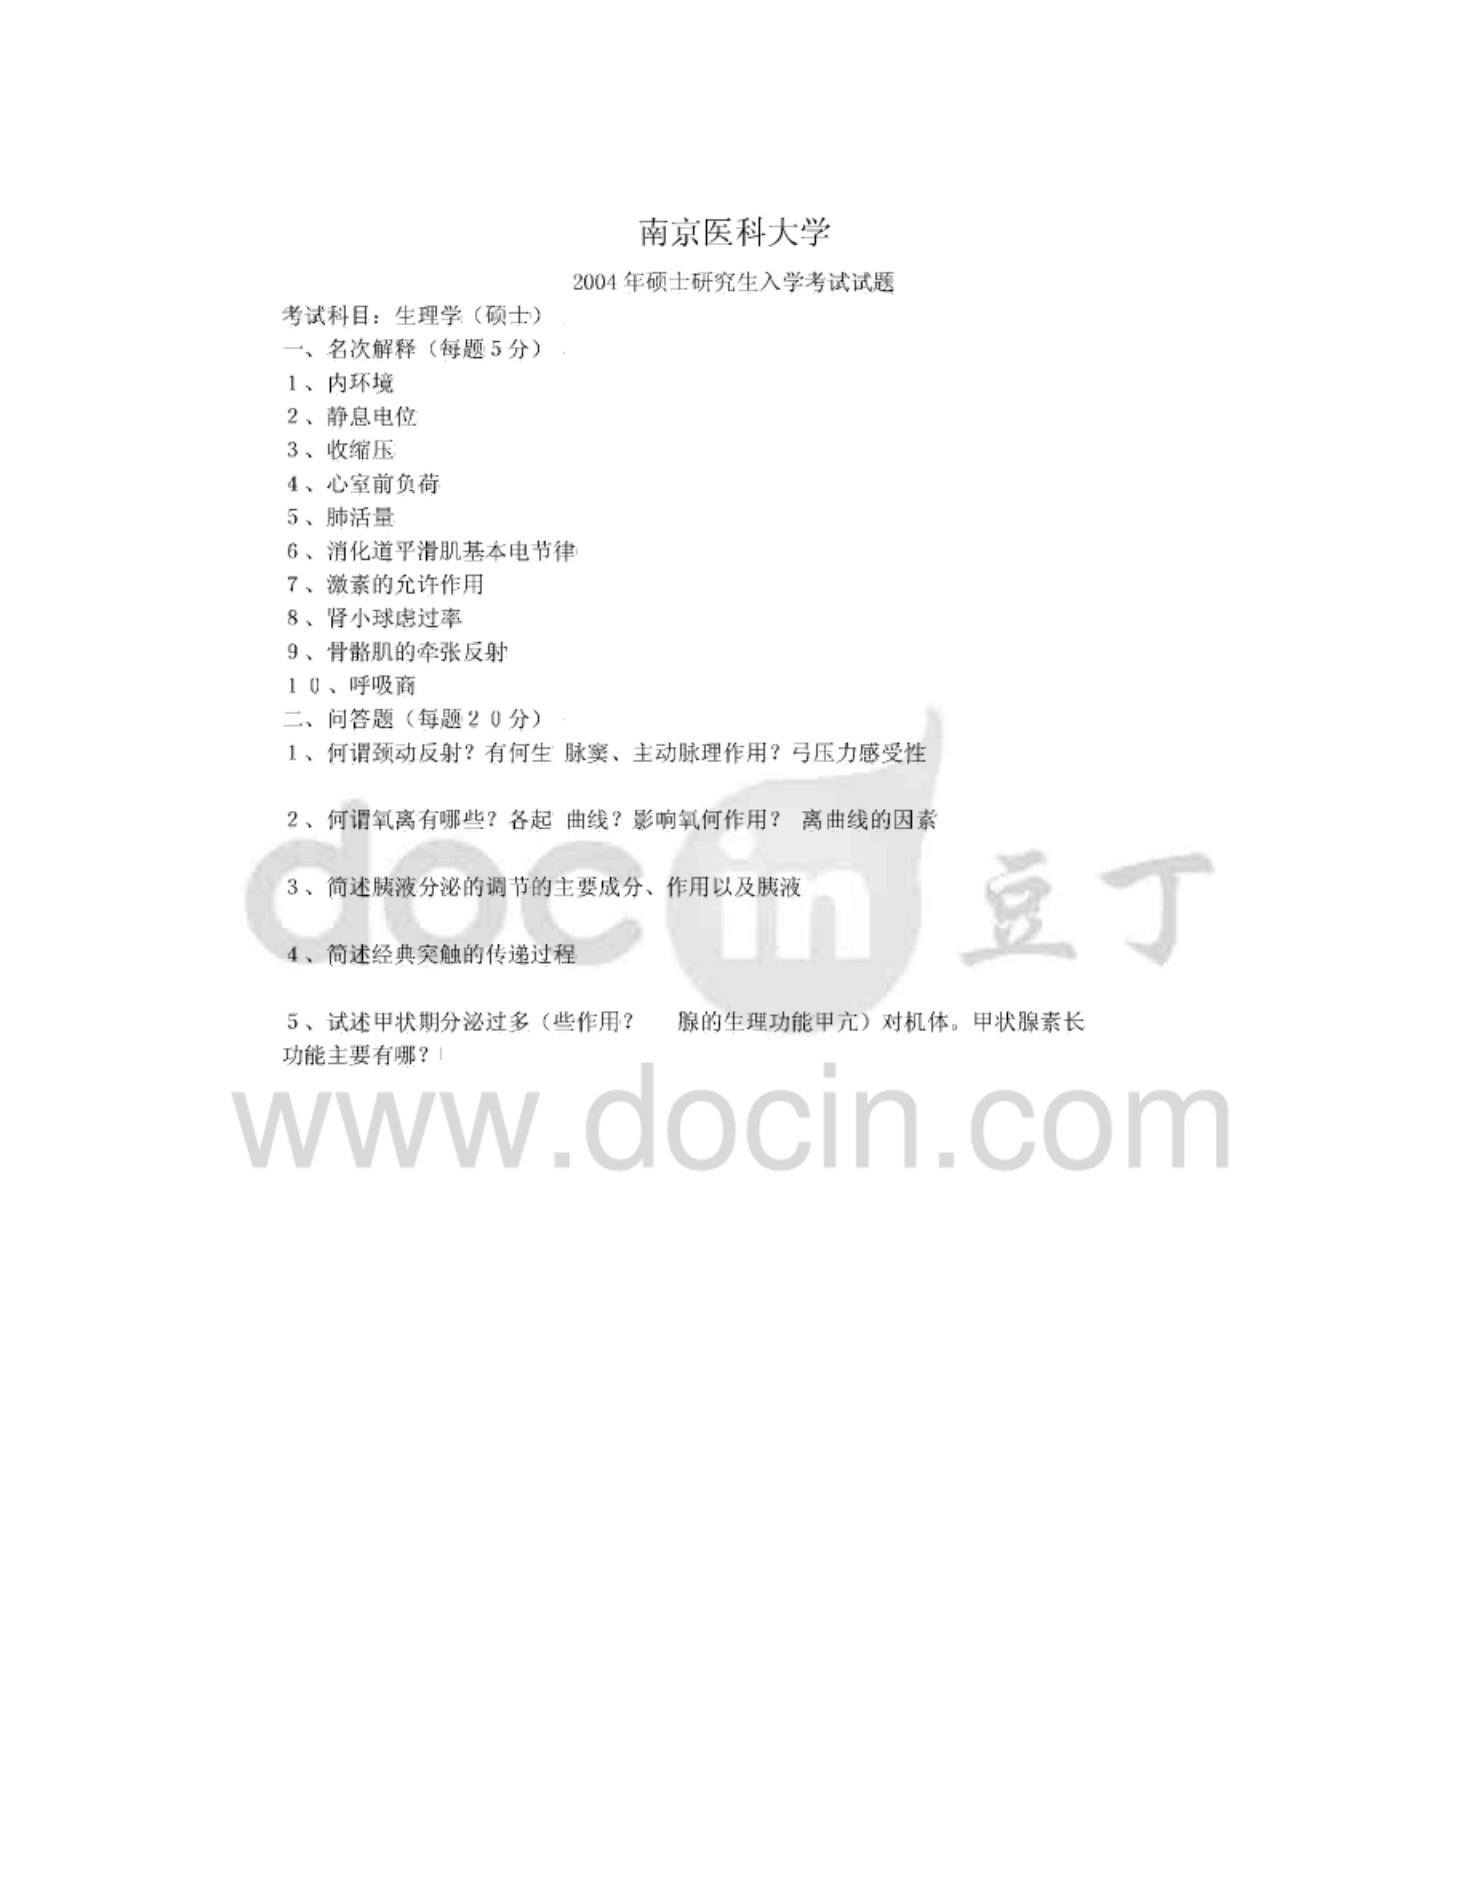 南京医科大学
2004 年硕士研究生入学考试试题
考试科目：生理学（硕士）
一、名次解释（每题5分）
1、内环境
2、静息电位
3、收缩压
4、心室前负荷
5、肺活量
6、消化道平滑肌基本电节律
7、激素的允许作用
8、肾小球虑过率
9、骨骼肌的牵张反射
10、呼吸商
二、问答题（每题20分）
1、何谓颈动反射？有何生 脉窦、主动脉理作用？弓压力感受性
2、何谓氧离有哪些？各起 曲线？影响氧何作用？ 离曲线的因素
3、简述胰液分泌的调节的主要成分、作用以及胰液
4、简述经典突触的传递过程
5、试述甲状期分泌过多（些作用？ 腺的生理功能甲亢）对机体。甲状腺素长
功能主要有哪？
docin 豆丁
www.docin.com